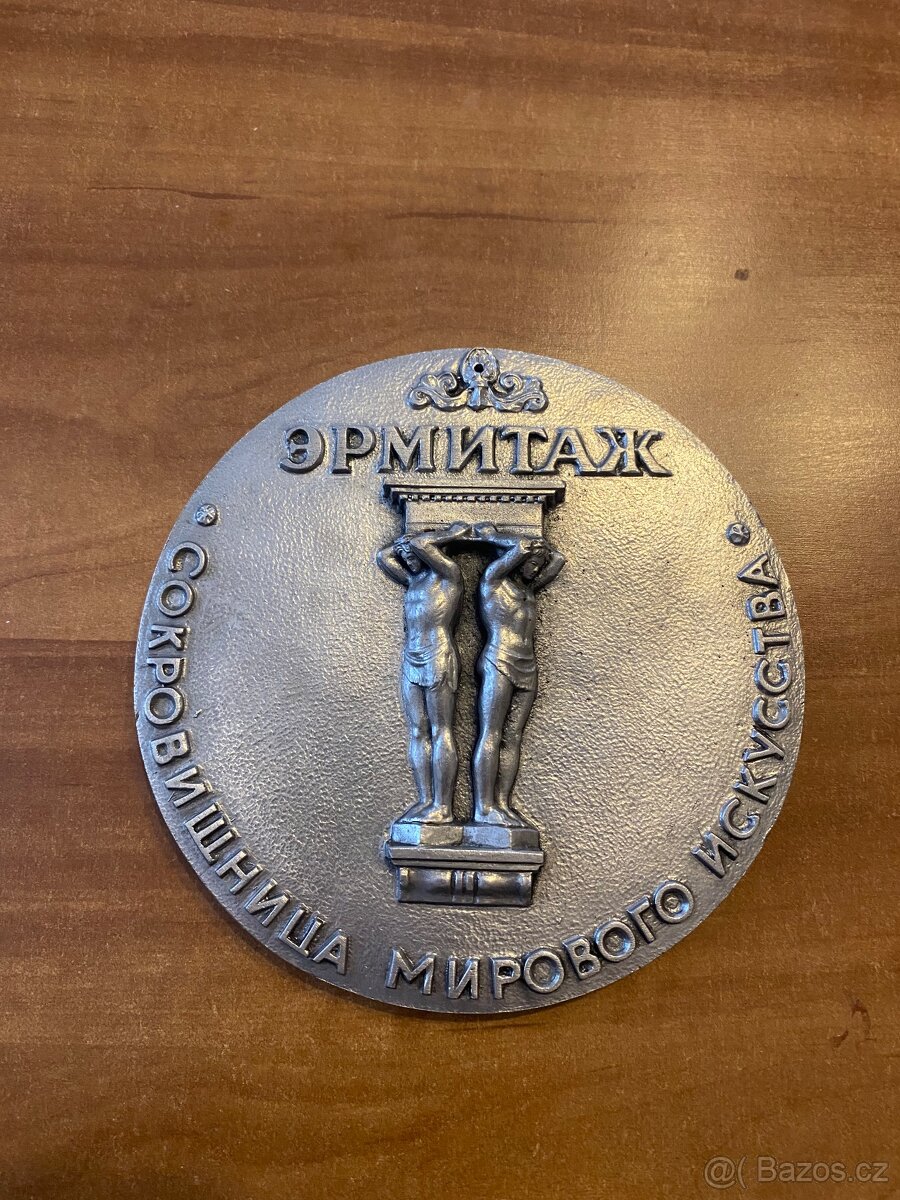 ЭРМИТАЖ
• СОКРОВИЩНИЦА МИРОВОГО ИСКУССТВА •
@( Bazos.cz